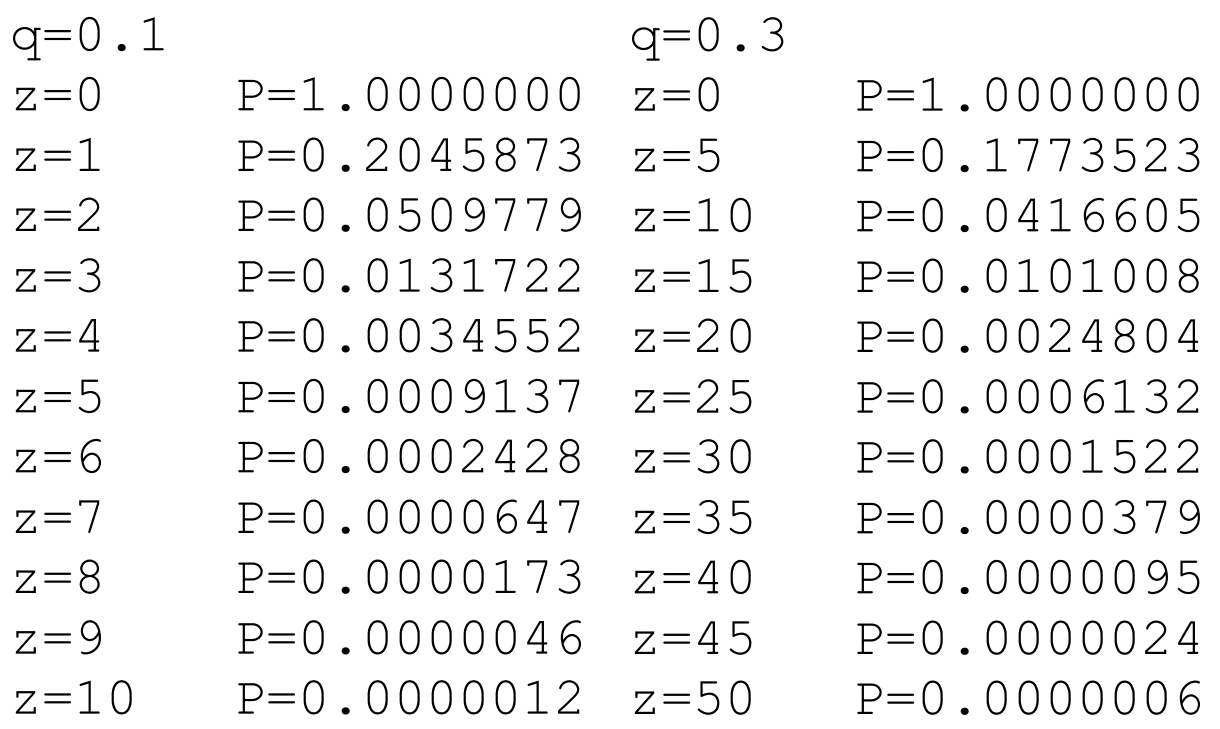 q=0.1
z=0 P=1.0000000
z=1 P=0.2045873
z=2 P=0.0509779
z=3 P=0.0131722
z=4 P=0.0034552
z=5 P=0.0009137
z=6 P=0.0002428
z=7 P=0.0000647
z=8 P=0.0000173
z=9 P=0.0000046
z=10 P=0.0000012
q=0.3
z=0 P=1.0000000
z=5 P=0.1773523
z=10 P=0.0416605
z=15 P=0.0101008
z=20 P=0.0024804
z=25 P=0.0006132
z=30 P=0.0001522
z=35 P=0.0000379
z=40 P=0.0000095
z=45 P=0.0000024
z=50 P=0.0000006